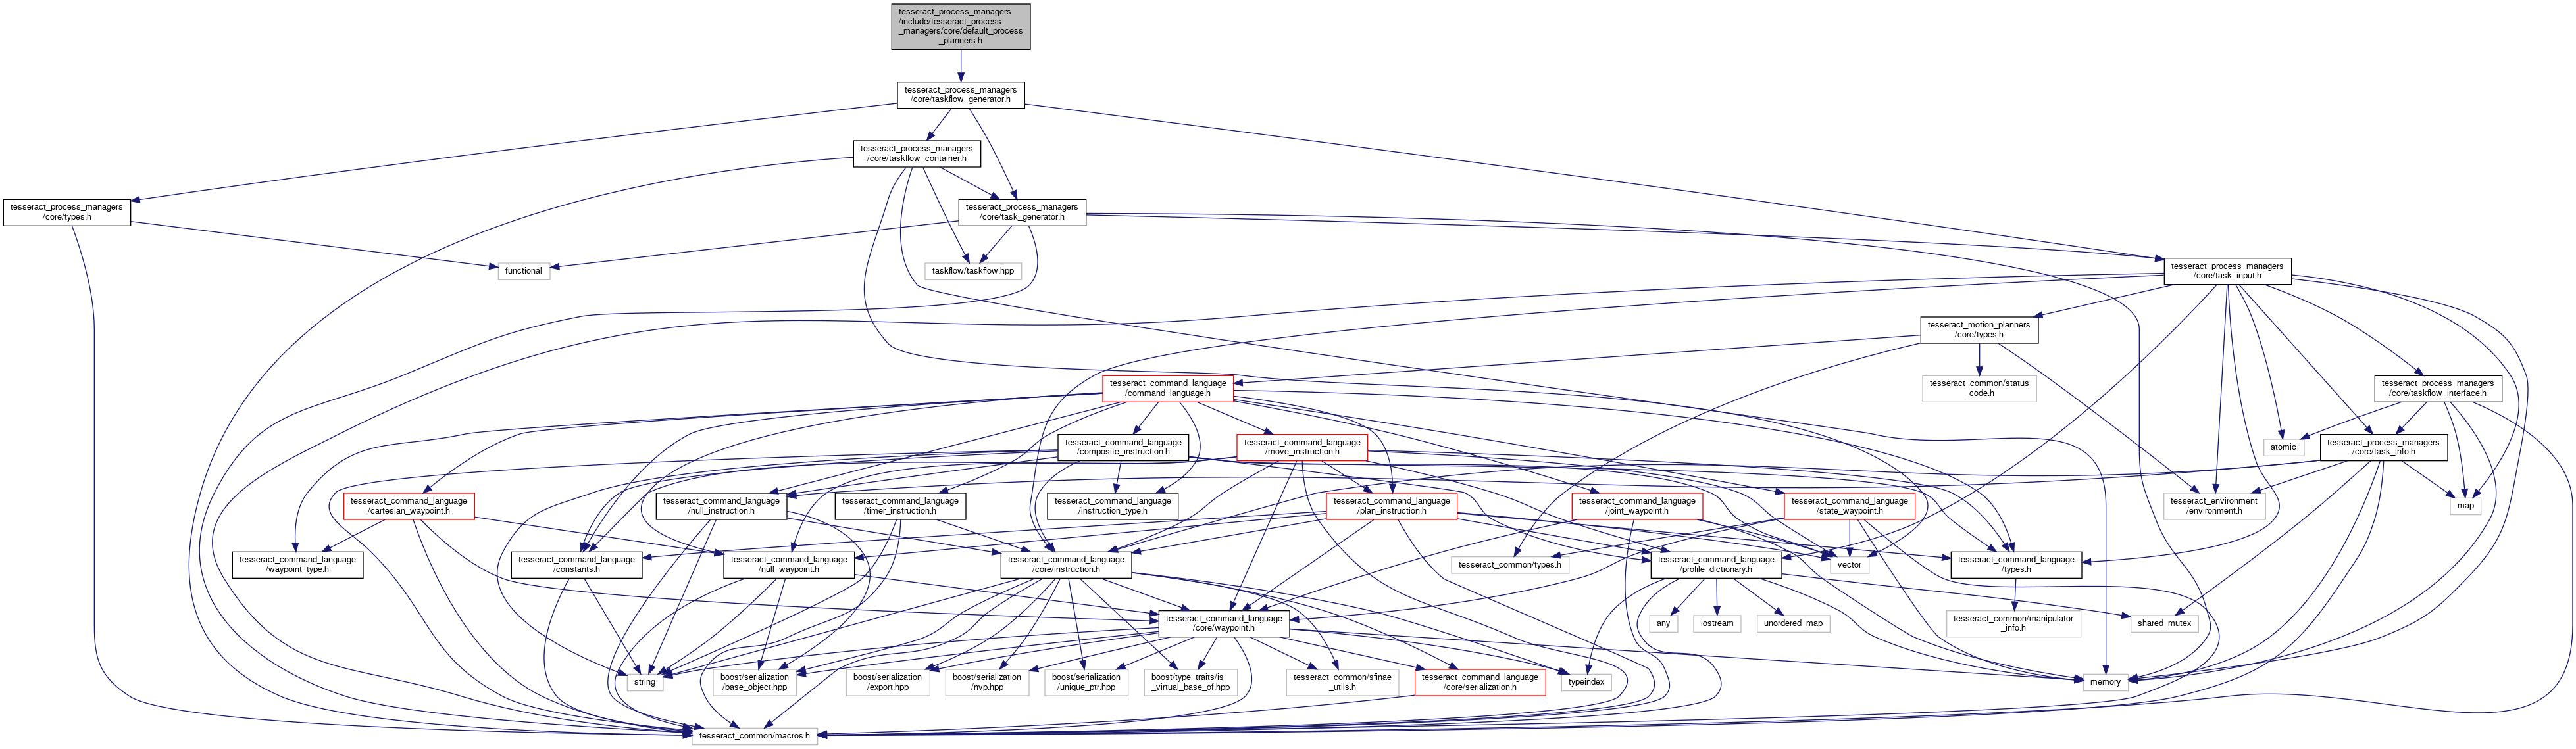 tesseract_process_managers
/include/tesseract_process
_managers/core/default_process
_planners.h
tesseract_process_managers
/core/taskflow_generator.h
tesseract_process_managers
/core/taskflow_container.h
tesseract_process_managers
/core/types.h
tesseract_process_managers
/core/task_generator.h
functional
taskflow/taskflow.hpp
tesseract_process_managers
/core/task_input.h
tesseract_motion_planners
/core/types.h
tesseract_command_language
/command_language.h
tesseract_common/status
_code.h
tesseract_process_managers
/core/taskflow_interface.h
tesseract_command_language
/composite_instruction.h
tesseract_command_language
/move_instruction.h
atomic
tesseract_process_managers
/core/task_info.h
tesseract_command_language
/cartesian_waypoint.h
tesseract_command_language
/null_instruction.h
tesseract_command_language
/timer_instruction.h
tesseract_command_language
/instruction_type.h
tesseract_command_language
/plan_instruction.h
tesseract_command_language
/joint_waypoint.h
tesseract_command_language
/state_waypoint.h
tesseract_environment
/environment.h
map
tesseract_command_language
/waypoint_type.h
tesseract_command_language
/constants.h
tesseract_command_language
/null_waypoint.h
tesseract_command_language
/core/instruction.h
tesseract_common/types.h
tesseract_command_language
/profile_dictionary.h
vector
tesseract_command_language
/types.h
tesseract_command_language
/core/waypoint.h
any
iostream
unordered_map
tesseract_common/manipulator
_info.h
shared_mutex
string
boost/serialization
/base_object.hpp
boost/serialization
/export.hpp
boost/serialization
/nvp.hpp
boost/serialization
/unique_ptr.hpp
boost/type_traits/is
_virtual_base_of.hpp
tesseract_common/sfinae
_utils.h
tesseract_command_language
/core/serialization.h
typeindex
memory
tesseract_common/macros.h